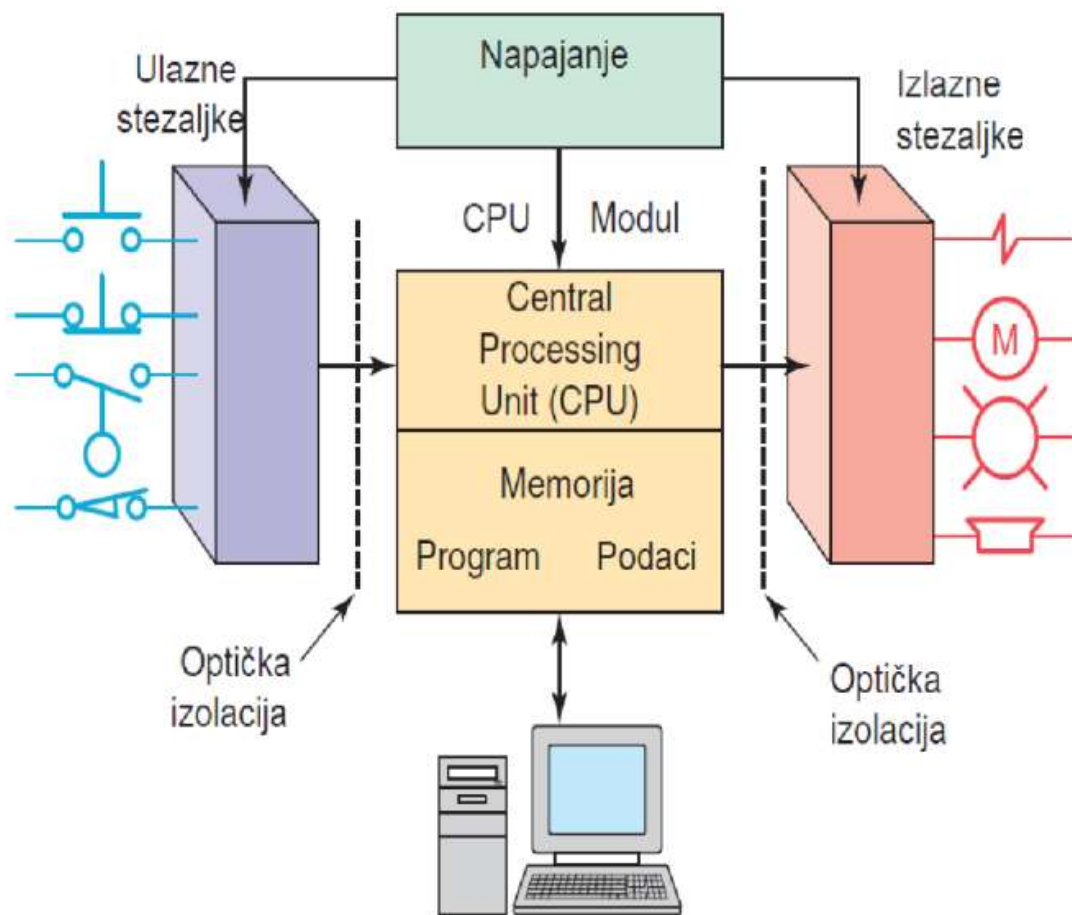 Napajanje
Ulazne
stezaljke
Izlazne
stezaljke
CPU Modul
Central
Processing
Unit (CPU)
M
Memorija
Program Podaci
Optička
izolacija
Optička
izolacija